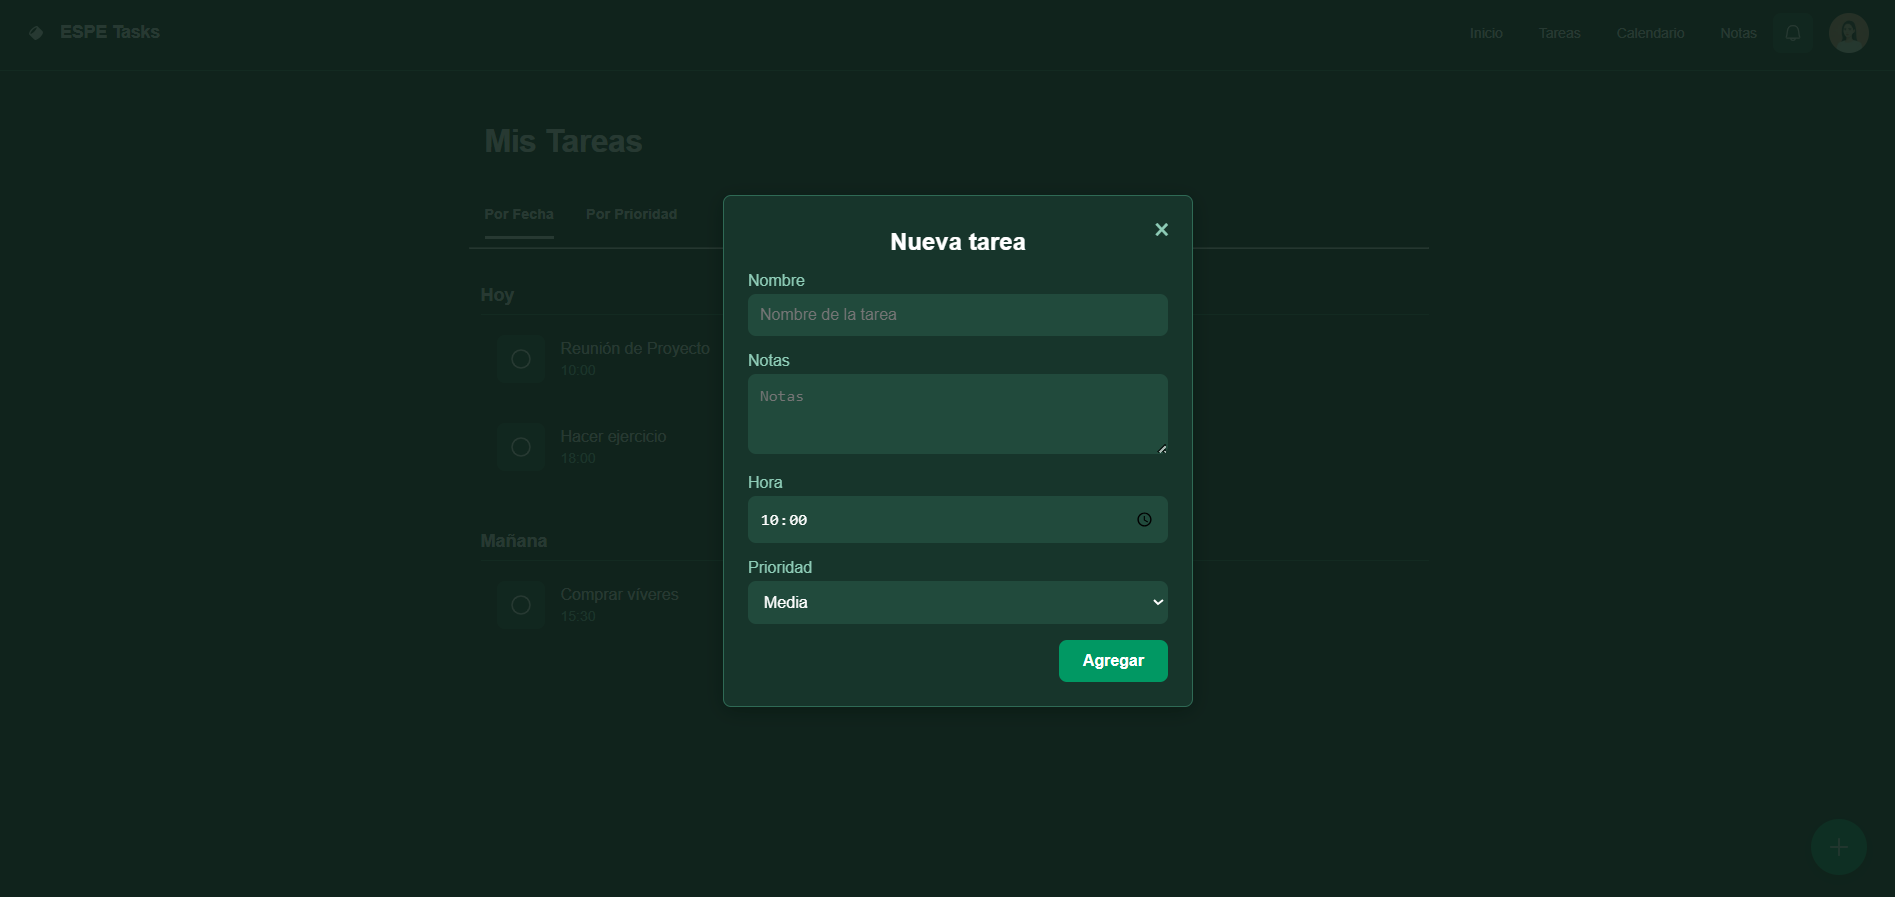 ESPE Tasks
Inicio
Tareas
Calendario
Notas
Mis Tareas
Por Fecha
Por Prioridad
Hoy
Reunión de Proyecto
10:00
Hacer ejercicio
18:00
Mañana
Comprar víveres
15:30
Nueva tarea
Nombre
Nombre de la tarea
Notas
Notas
Hora
10:00
Prioridad
Media
Agregar